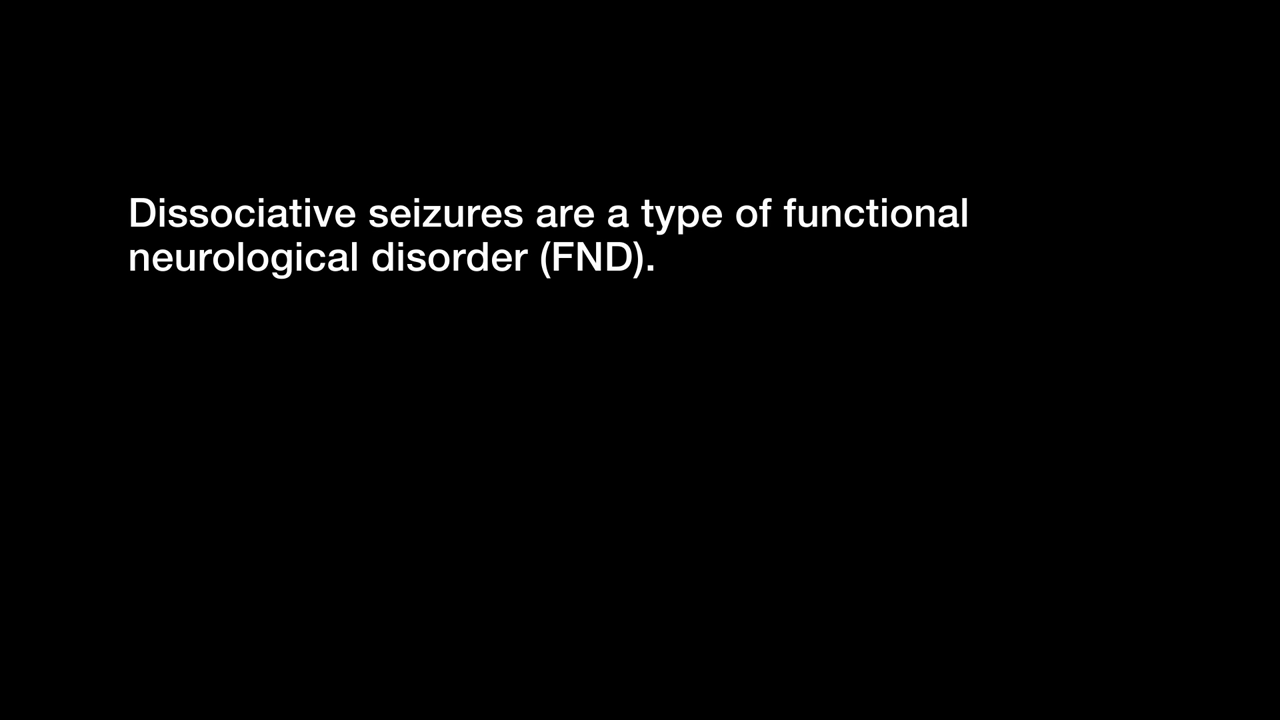 Dissociative seizures are a type of functional
neurological disorder (FND).